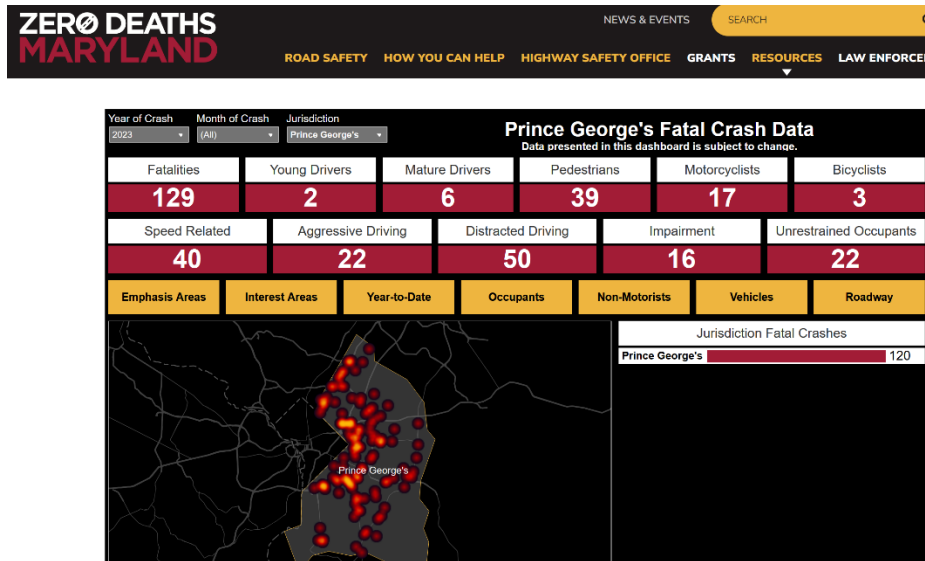 ZERO DEATHS
MARYLAND
NEWS & EVENTS
SEARCH
ROAD SAFETY HOW YOU CAN HELP HIGHWAY SAFETY OFFICE GRANTS RESOURCES LAW ENFORCE
Year of Crash Month of Crash Jurisdiction
2023 (All) Prince George's
Prince George's Fatal Crash Data
Data presented in this dashboard is subject to change.
Fatalities Young Drivers Mature Drivers Pedestrians Motorcyclists Bicyclists
129 2 6 39 17 3
Speed Related Aggressive Driving Distracted Driving Impairment Unrestrained Occupants
40 22 50 16 22
Emphasis Areas Interest Areas Year-to-Date Occupants Non-Motorists Vehicles Roadway
Jurisdiction Fatal Crashes
Prince George's 120
Prince George's